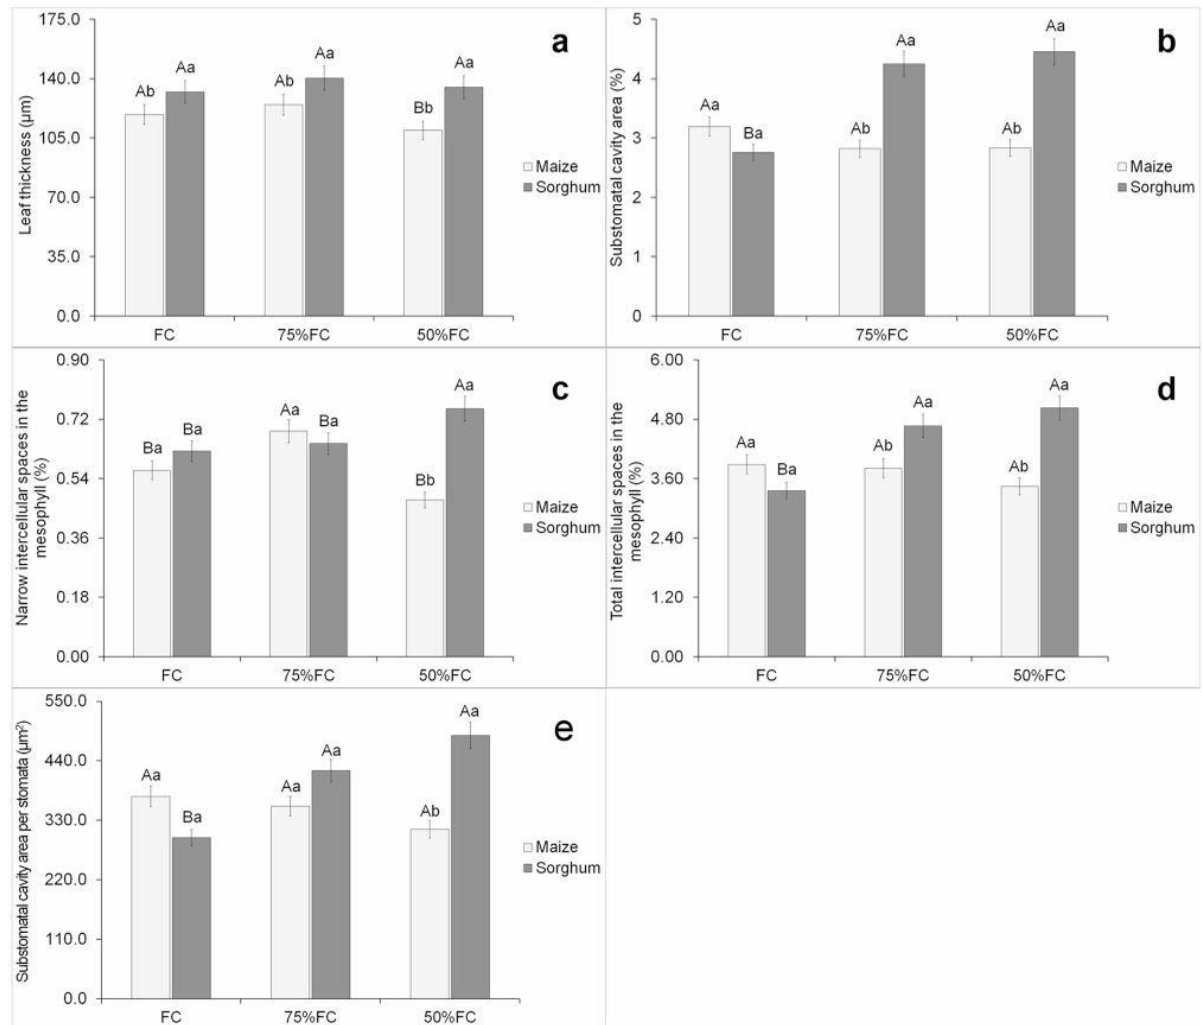 175.0
140.0
105.0
70.0
35.0
0.0
Leaf thickness (µm)
Ab
Aa
Ab
Aa
Bb
Aa
a
Maize
Sorghum
FC
75%FC
50%FC
5
4
3
2
1
0
Substomatal cavity area (%)
Aa
Ba
Ab
Aa
Ab
Aa
b
Maize
Sorghum
FC
75%FC
50%FC
0.90
0.72
0.54
0.36
0.18
0.00
Narrow intercellular spaces in the
mesophyll (%)
Ba
Ba
Aa
Ba
Bb
Aa
c
Maize
Sorghum
FC
75%FC
50%FC
6.00
4.80
3.60
2.40
1.20
0.00
Total intercellular spaces in the
mesophyll (%)
Aa
Ba
Ab
Aa
Ab
Aa
d
Maize
Sorghum
FC
75%FC
50%FC
550.0
440.0
330.0
220.0
110.0
0.0
Substomatal cavity area per stomata (µm²)
Aa
Ba
Aa
Aa
Ab
Aa
e
Maize
Sorghum
FC
75%FC
50%FC